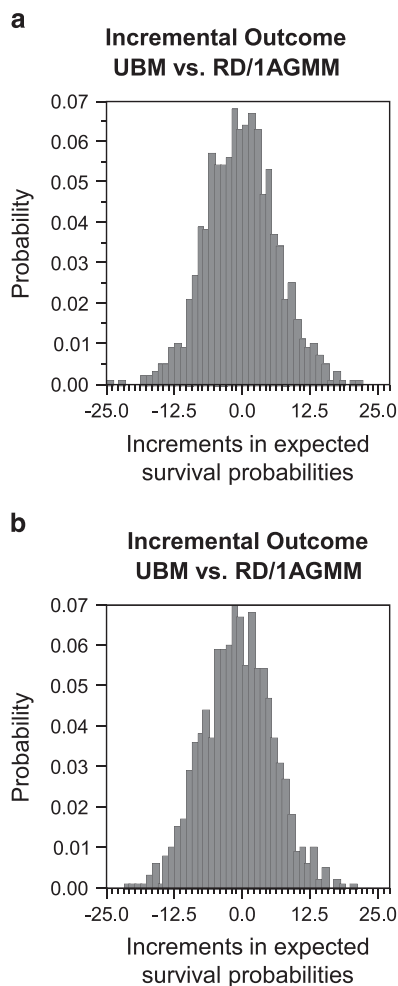 a
Incremental Outcome
UBM vs. RD/1AGMM
0.07
0.06
0.05
0.04
0.03
0.02
0.01
0.00
Probability
-25.0 -12.5 0.0 12.5 25.0
Increments in expected
survival probabilities
b
Incremental Outcome
UBM vs. RD/1AGMM
0.07
0.06
0.05
0.04
0.03
0.02
0.01
0.00
Probability
-25.0 -12.5 0.0 12.5 25.0
Increments in expected
survival probabilities